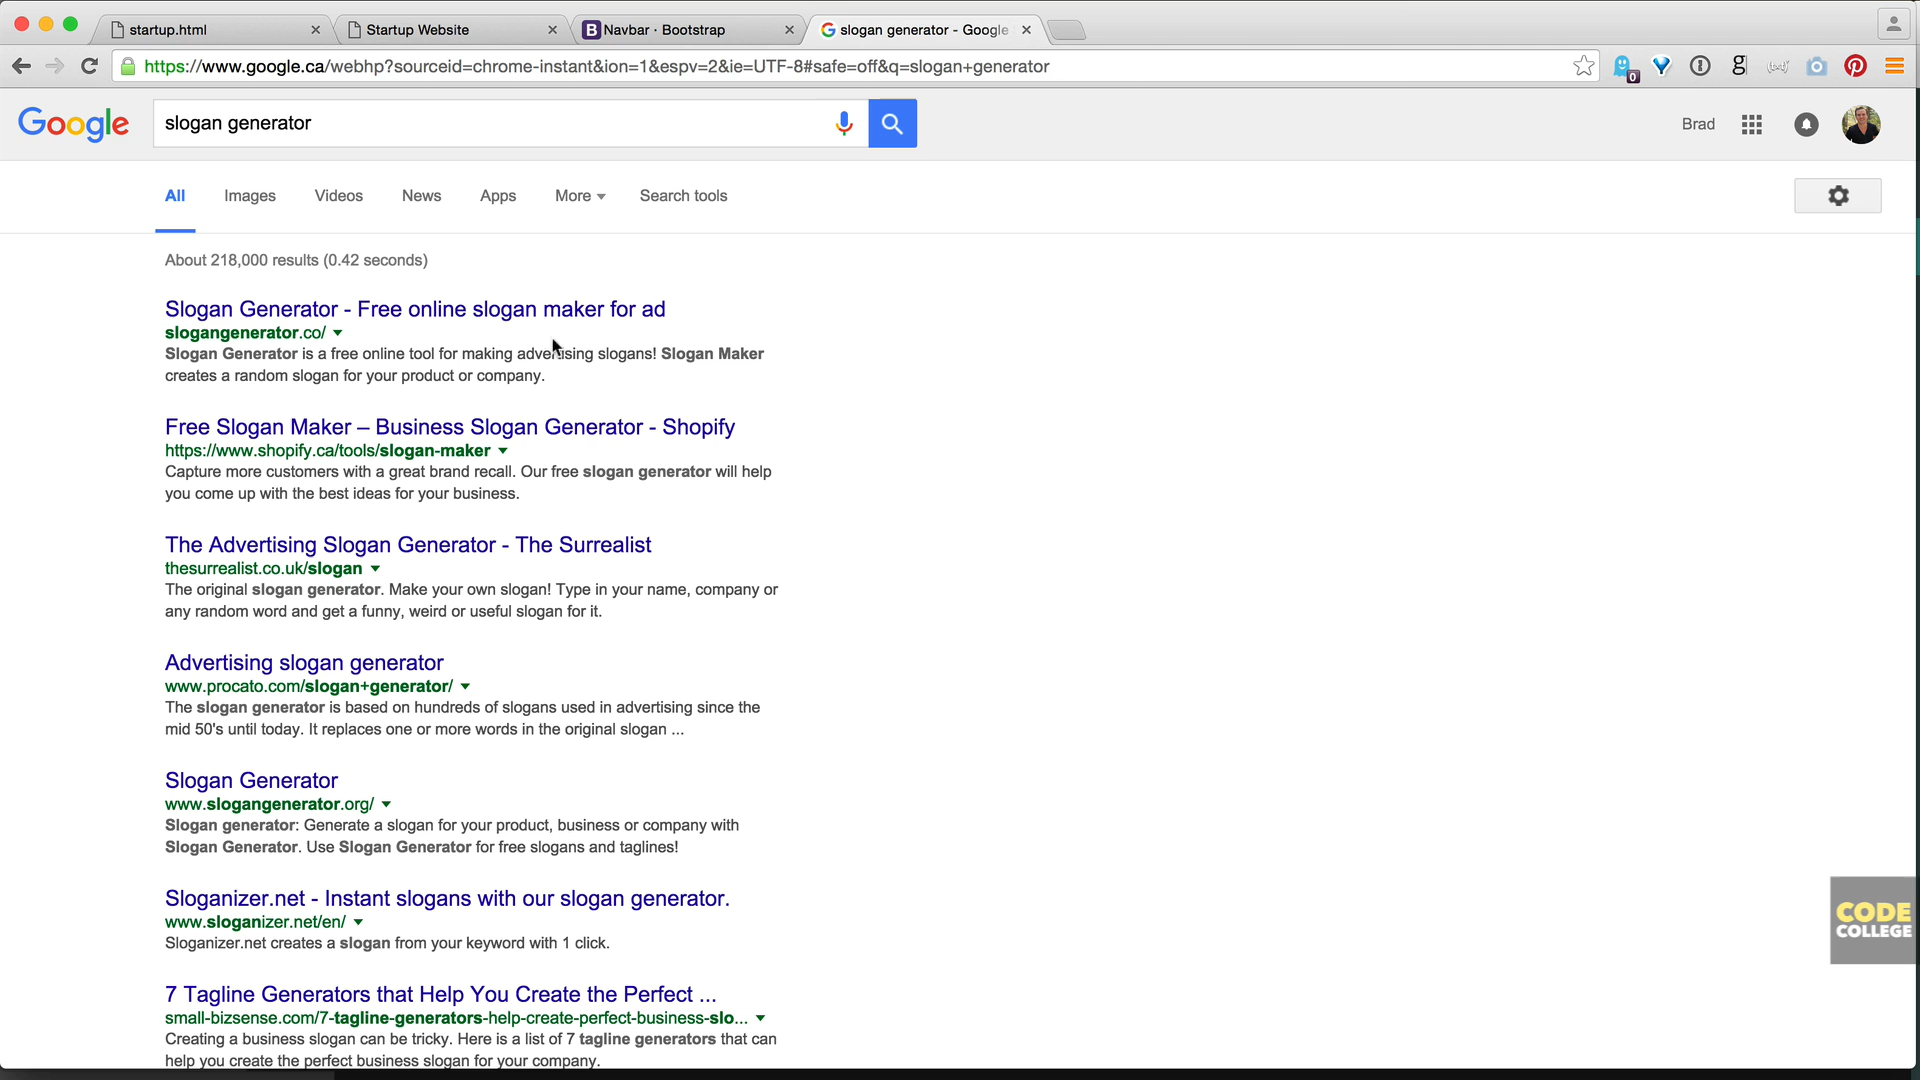 startup.html
Startup Website
B Navbar · Bootstrap
slogan generator - Google
https://www.google.ca/webhp?sourceid=chrome-instant&ion=1&espv=2&ie=UTF-8#safe=off&q=slogan+generator
0
g
Google
slogan generator
Brad
All Images Videos News Apps More Search tools
About 218,000 results (0.42 seconds)
Slogan Generator - Free online slogan maker for ad
slogangenerator.co/
Slogan Generator is a free online tool for making advertising slogans! Slogan Maker
creates a random slogan for your product or company.
Free Slogan Maker – Business Slogan Generator - Shopify
https://www.shopify.ca/tools/slogan-maker
Capture more customers with a great brand recall. Our free slogan generator will help
you come up with the best ideas for your business.
The Advertising Slogan Generator - The Surrealist
thesurrealist.co.uk/slogan
The original slogan generator. Make your own slogan! Type in your name, company or
any random word and get a funny, weird or useful slogan for it.
Advertising slogan generator
www.procato.com/slogan+generator/
The slogan generator is based on hundreds of slogans used in advertising since the
mid 50's until today. It replaces one or more words in the original slogan ...
Slogan Generator
www.slogangenerator.org/
Slogan generator: Generate a slogan for your product, business or company with
Slogan Generator. Use Slogan Generator for free slogans and taglines!
Sloganizer.net - Instant slogans with our slogan generator.
www.sloganizer.net/en/
Sloganizer.net creates a slogan from your keyword with 1 click.
CODE
COLLEGE
7 Tagline Generators that Help You Create the Perfect ...
small-bizsense.com/7-tagline-generators-help-create-perfect-business-slo...
Creating a business slogan can be tricky. Here is a list of 7 tagline generators that can
help you create the perfect business slogan for your company.